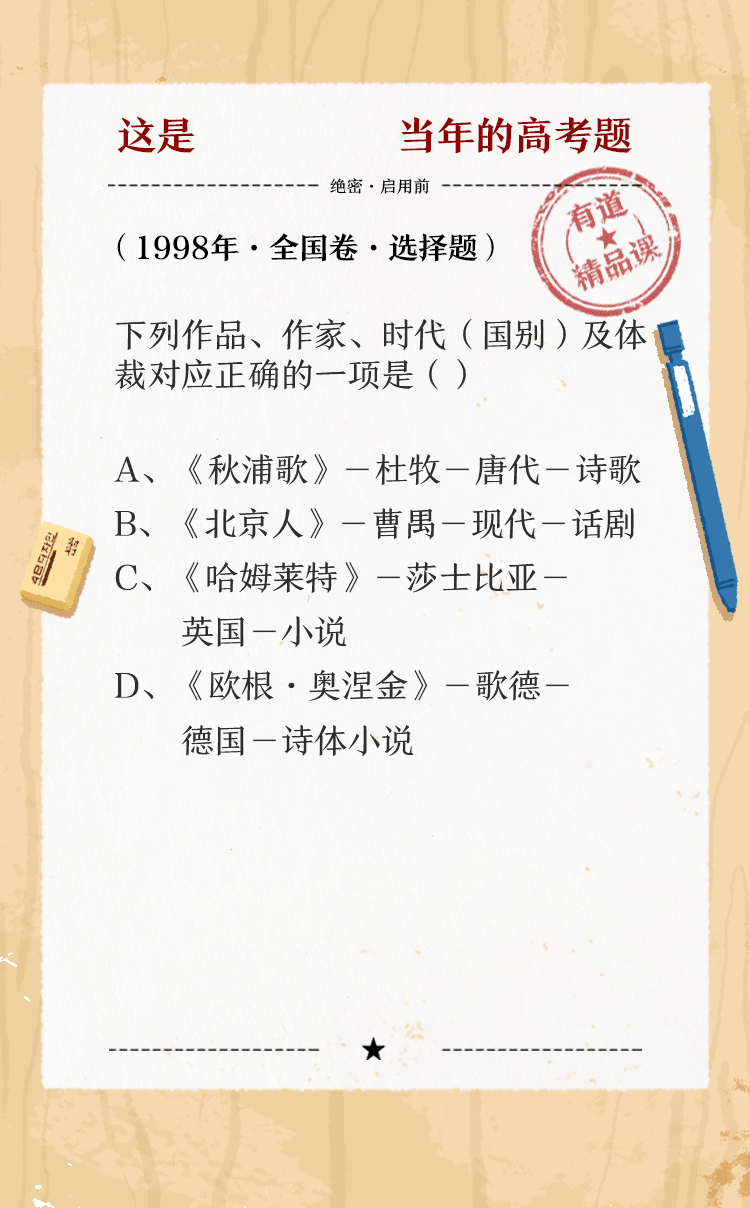 这是 当年的高考题
绝密·启用前
（1998年·全国卷·选择题）
有道
精品课
下列作品、作家、时代（国别）及体
裁对应正确的一项是（ ）
A、《秋浦歌》－杜牧－唐代－诗歌
B、《北京人》－曹禺－现代－话剧
C、《哈姆莱特》－莎士比亚－
英国－小说
D、《欧根·奥涅金》－歌德－
德国－诗体小说